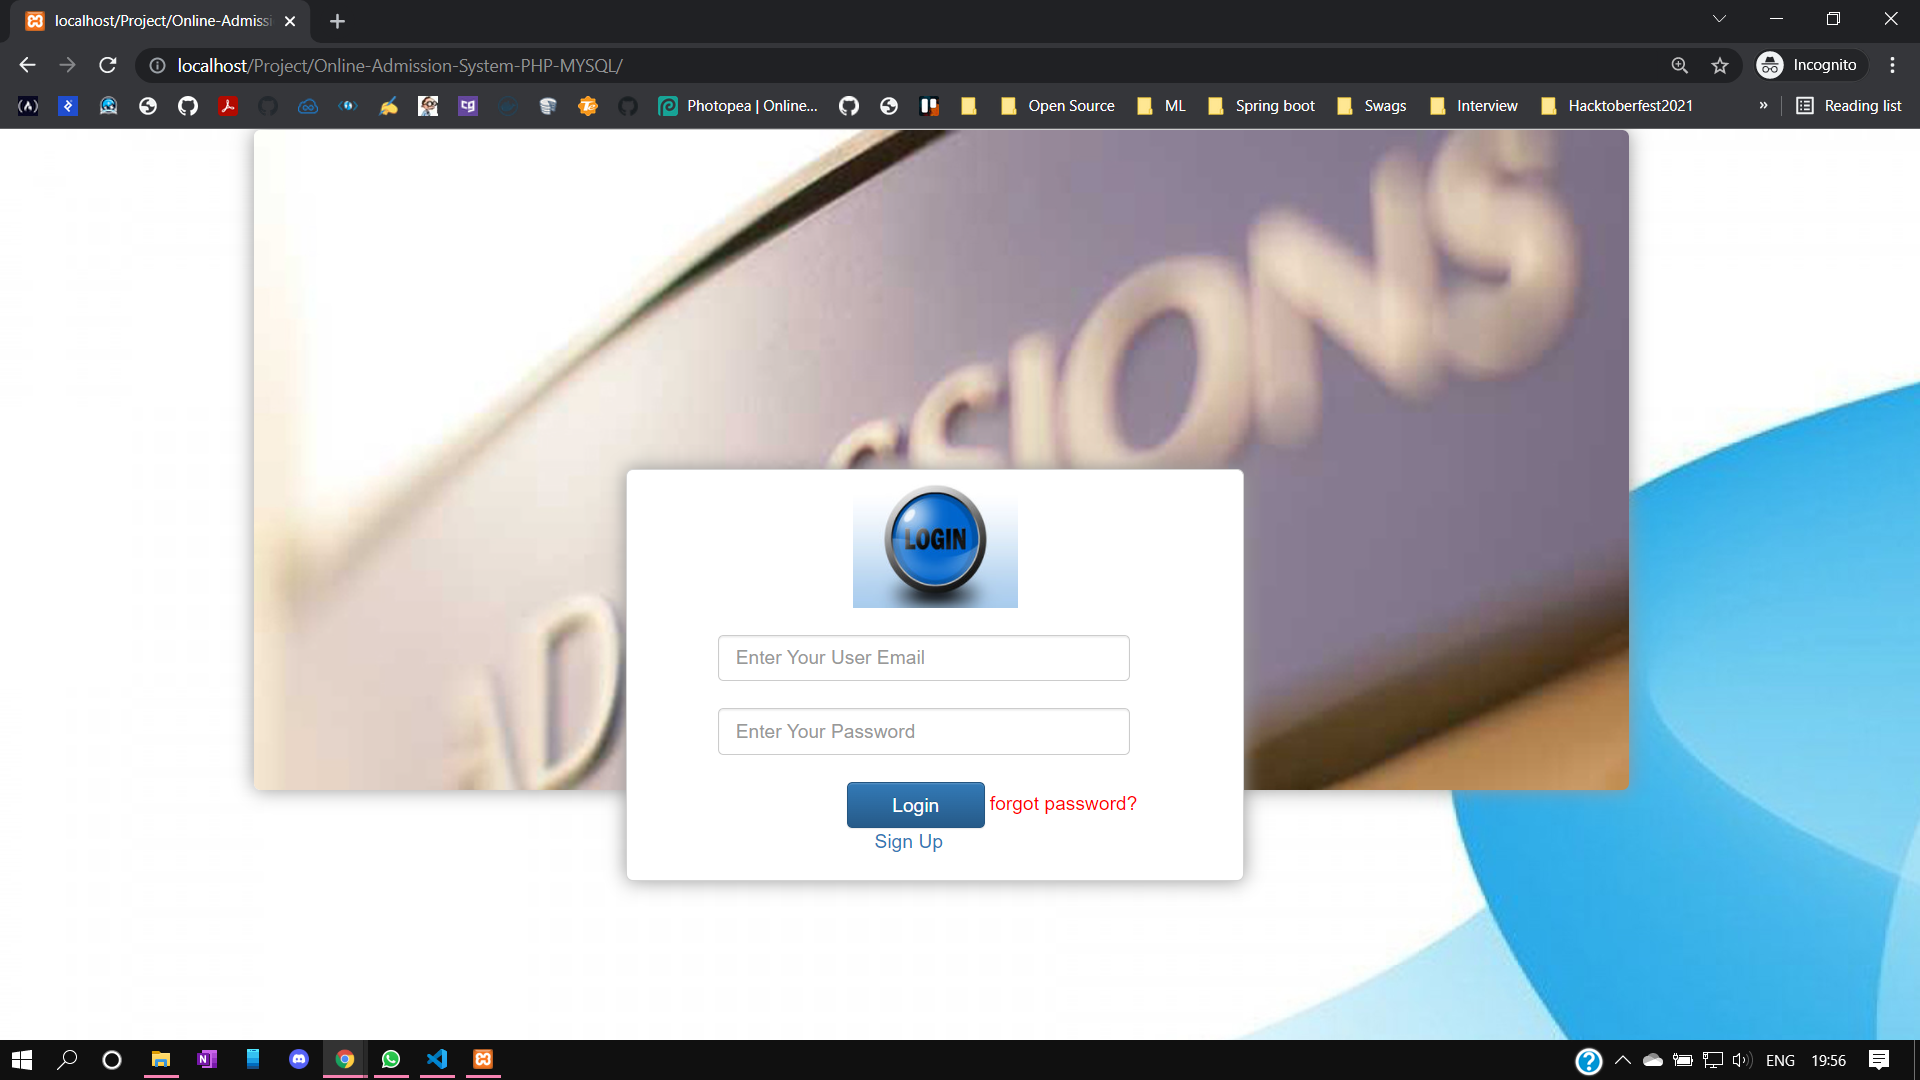 localhost/Project/Online-Admissi
localhost/Project/Online-Admission-System-PHP-MYSQL/
Incognito
Photopea | Online...
Open Source
ML
Spring boot
Swags
Interview
Hacktoberfest2021
»
Reading list
SSIONS
AD
LOGIN
Enter Your User Email
Enter Your Password
Login
forgot password?
Sign Up
ENG
19:56